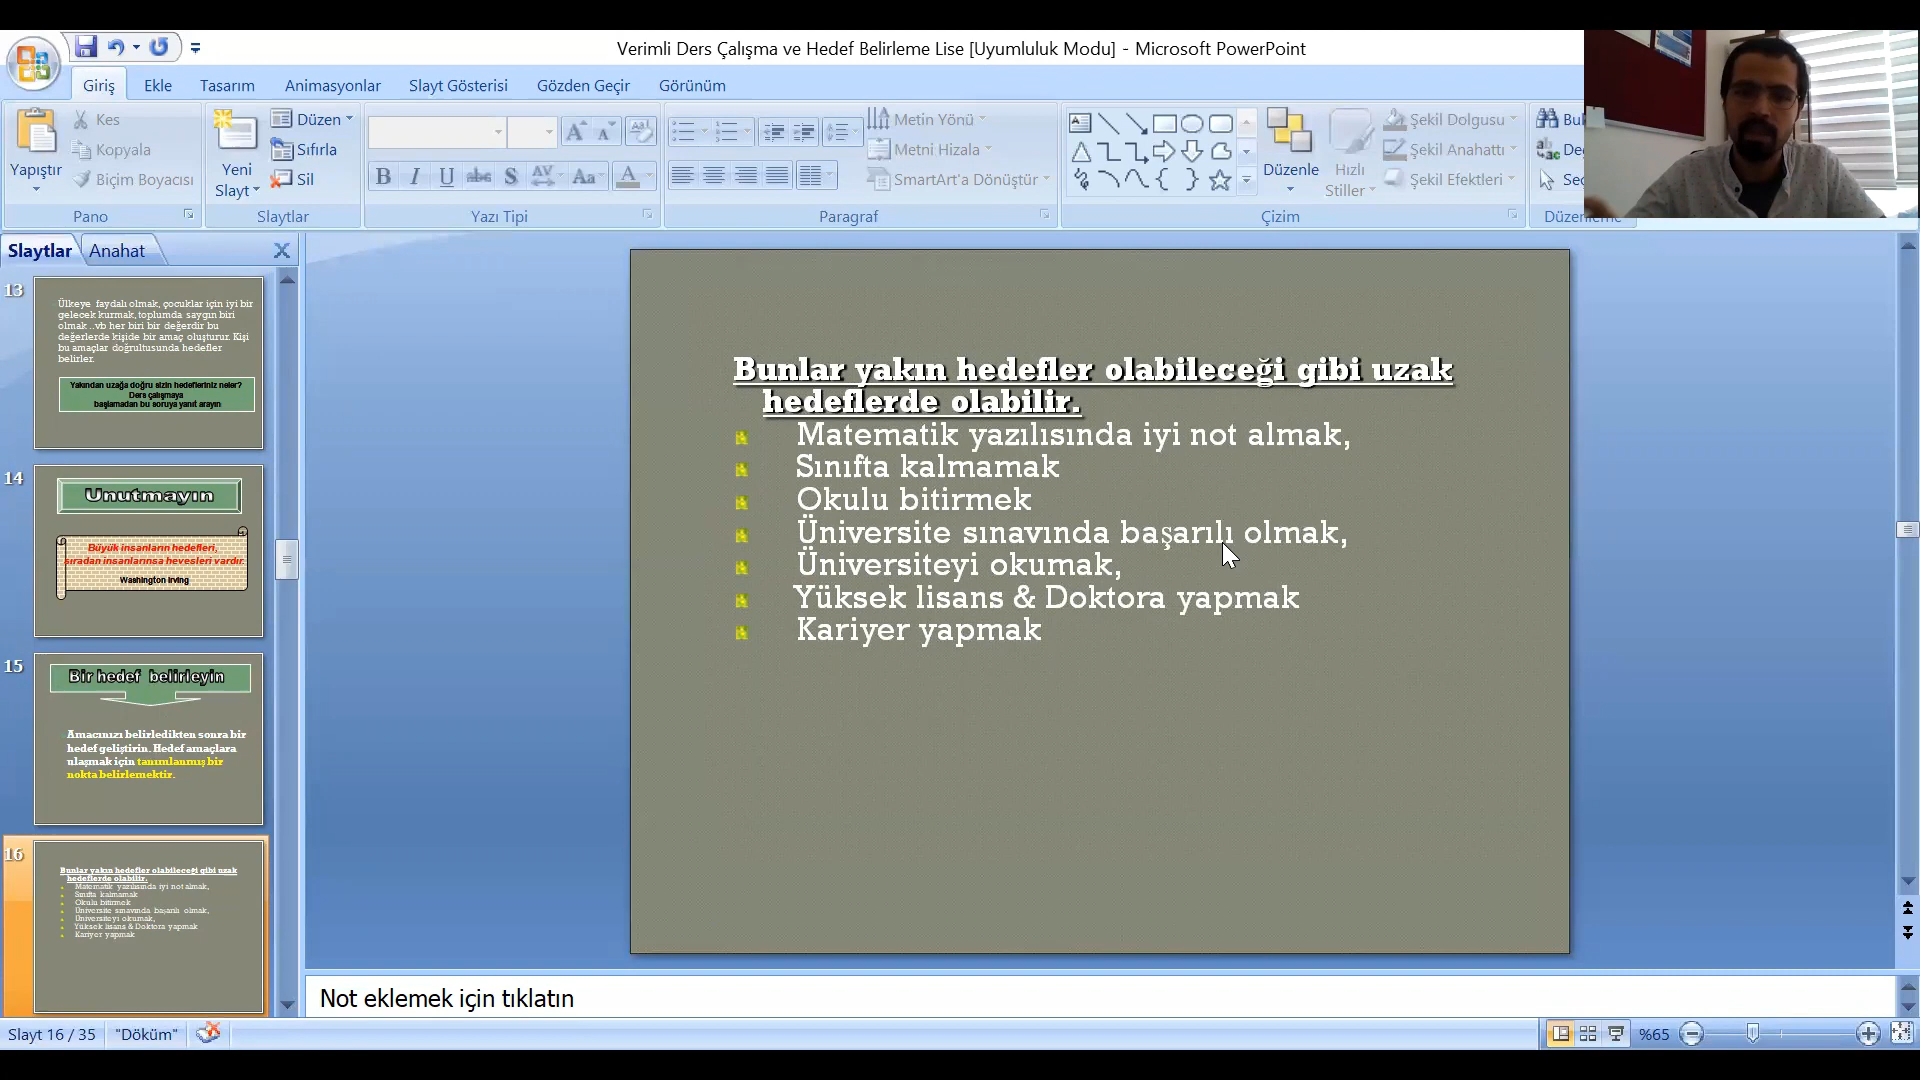 Verimli Ders Çalışma ve Hedef Belirleme Lise [Uyumluluk Modu] - Microsoft PowerPoint
Giriş
Ekle
Tasarım
Animasyonlar
Slayt Gösterisi
Gözden Geçir
Görünüm
Yapıştır
Kes
Kopyala
Biçim Boyacısı
Pano
Yeni
Slayt
Düzen
Sıfırla
Sil
Slaytlar
Yazı Tipi
Metin Yönü
Metni Hizala
SmartArt'a Dönüştür
Paragraf
Düzenle
Hızlı
Stiller
Şekil Dolgusu
Şekil Anahattı
Şekil Efektleri
Çizim
Düzenleme
Slaytlar
Anahat
13
Ülkeye faydalı olmak, çocuklar için iyi bir
gelecek kurmak, toplumda saygın biri
olmak ..vb her biri bir değerdir bu
değerlerde kişide bir amaç oluşturur. Kişi
bu amaçlar doğrultusunda hedefler
belirler.
Yakından uzağa doğru sizin hedefleriniz neler?
Ders çalışmaya
başlamadan bu soruya yanıt arayın
14
Unutmayın
Büyük insanların hedefleri,
sıradan insanlarınsa hevesleri vardır.
Washington Irving
15
Bir hedef belirleyin
Amacınızı belirledikten sonra bir
hedef geliştirin. Hedef amaçlara
ulaşmak için tanımlanmış bir
nokta belirlemektir.
16
Bunlar yakın hedefler olabileceği gibi uzak
hedeflerde olabilir.
Matematik yazılısında iyi not almak,
Sınıfta kalmamak
Okulu bitirmek
Üniversite sınavında başarılı olmak,
Üniversiteyi okumak,
Yüksek lisans & Doktora yapmak
Kariyer yapmak
Bunlar yakın hedefler olabileceği gibi uzak
hedeflerde olabilir.
Matematik yazılısında iyi not almak,
Sınıfta kalmamak
Okulu bitirmek
Üniversite sınavında başarılı olmak,
Üniversiteyi okumak,
Yüksek lisans & Doktora yapmak
Kariyer yapmak
Not eklemek için tıklatın
Slayt 16 / 35
"Döküm"
%65